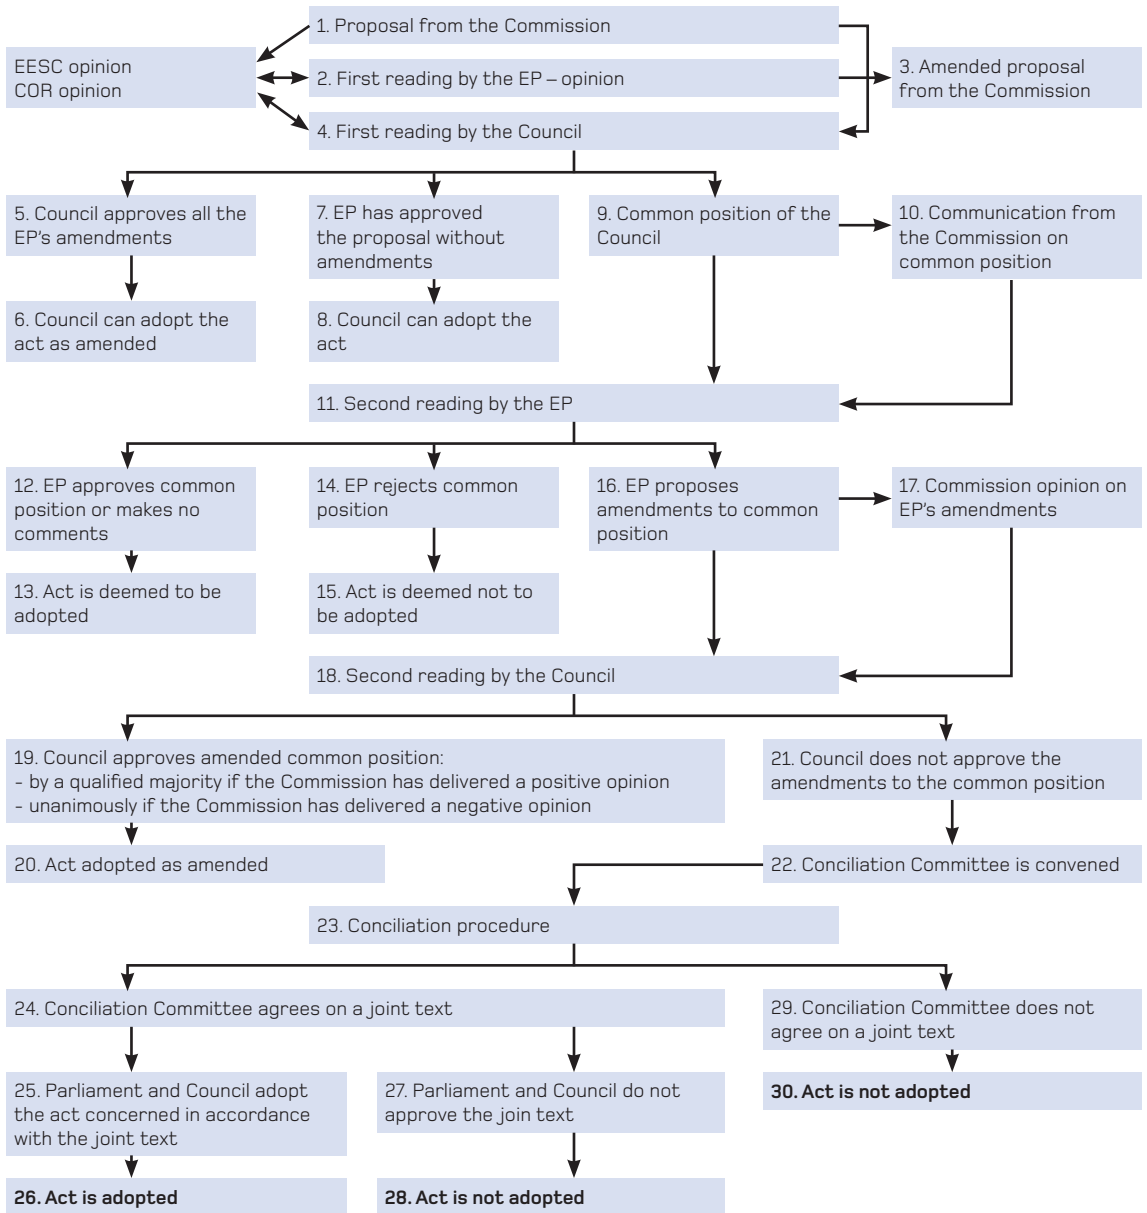 1. Proposal from the Commission
EESC opinion
COR opinion
2. First reading by the EP – opinion
3. Amended proposal
from the Commission
4. First reading by the Council
5. Council approves all the
EP's amendments
7. EP has approved
the proposal without
amendments
9. Common position of the
Council
10. Communication from
the Commission on
common position
6. Council can adopt the
act as amended
8. Council can adopt the
act
11. Second reading by the EP
12. EP approves common
position or makes no
comments
14. EP rejects common
position
16. EP proposes
amendments to common
position
17. Commission opinion on
EP's amendments
13. Act is deemed to be
adopted
15. Act is deemed not to
be adopted
18. Second reading by the Council
19. Council approves amended common position:
- by a qualified majority if the Commission has delivered a positive opinion
- unanimously if the Commission has delivered a negative opinion
21. Council does not approve the
amendments to the common position
20. Act adopted as amended
22. Conciliation Committee is convened
23. Conciliation procedure
24. Conciliation Committee agrees on a joint text
29. Conciliation Committee does not
agree on a joint text
25. Parliament and Council adopt
the act concerned in accordance
with the joint text
27. Parliament and Council do not
approve the join text
30. Act is not adopted
26. Act is adopted
28. Act is not adopted